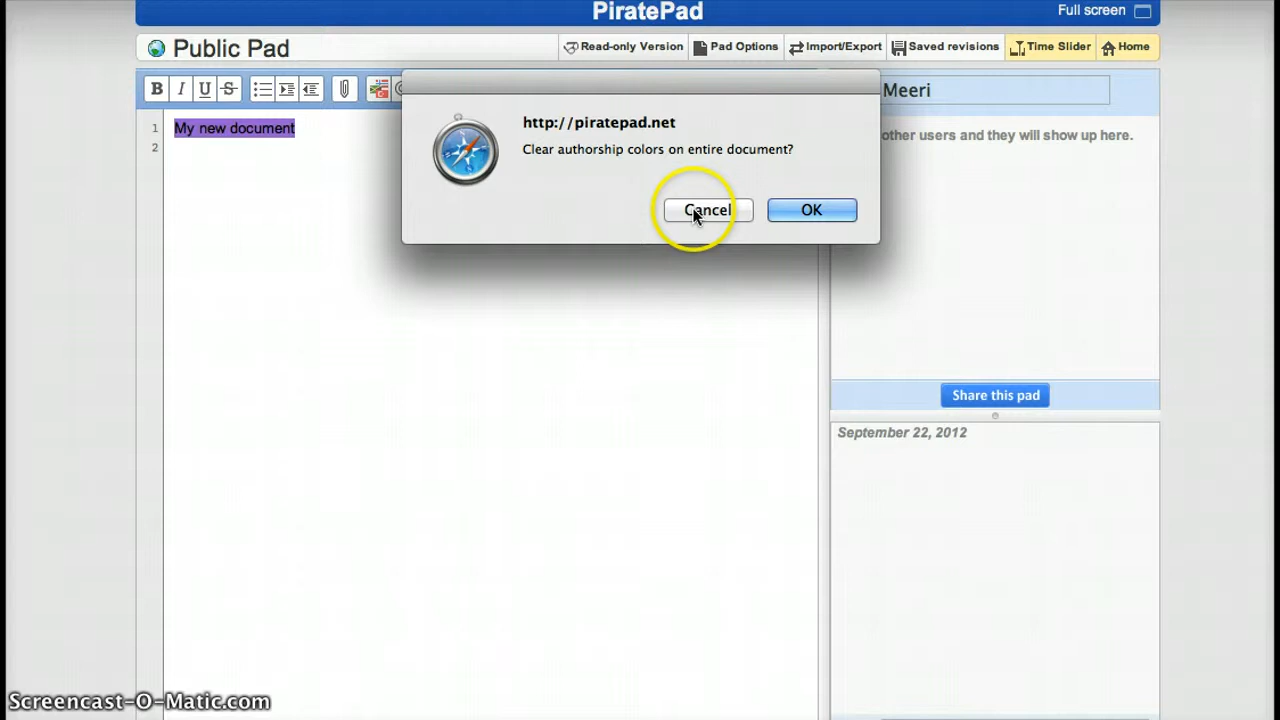 PiratePad
Full screen
Public Pad
Read-only Version
Pad Options
Import/Export
Saved revisions
Time Slider
Home
B I U S
Meeri
http://piratepad.net
Clear authorship colors on entire document?
Cancel
OK
1 My new document
2
other users and they will show up here.
Share this pad
September 22, 2012
Screencast-O-Matic.com